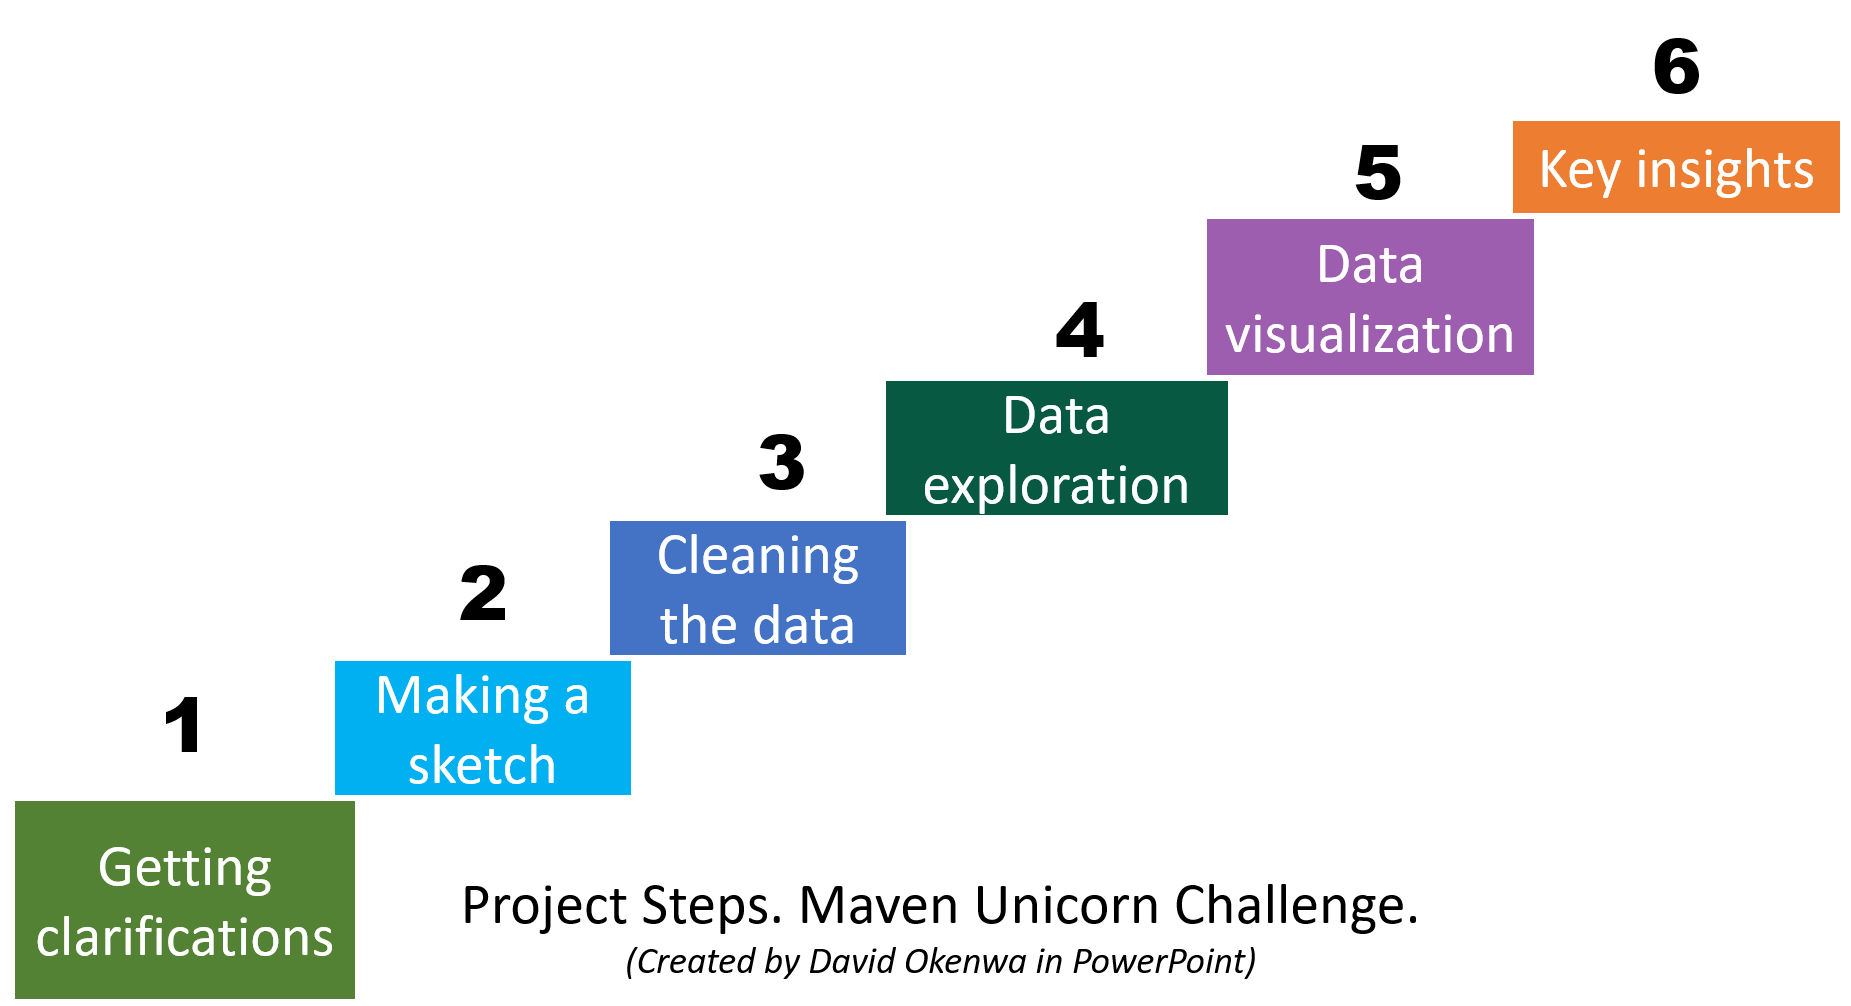 1
Getting
clarifications
2
Making a
sketch
3
Cleaning
the data
4
Data
exploration
5
Data
visualization
6
Key insights
Project Steps. Maven Unicorn Challenge.
(Created by David Okenwa in PowerPoint)